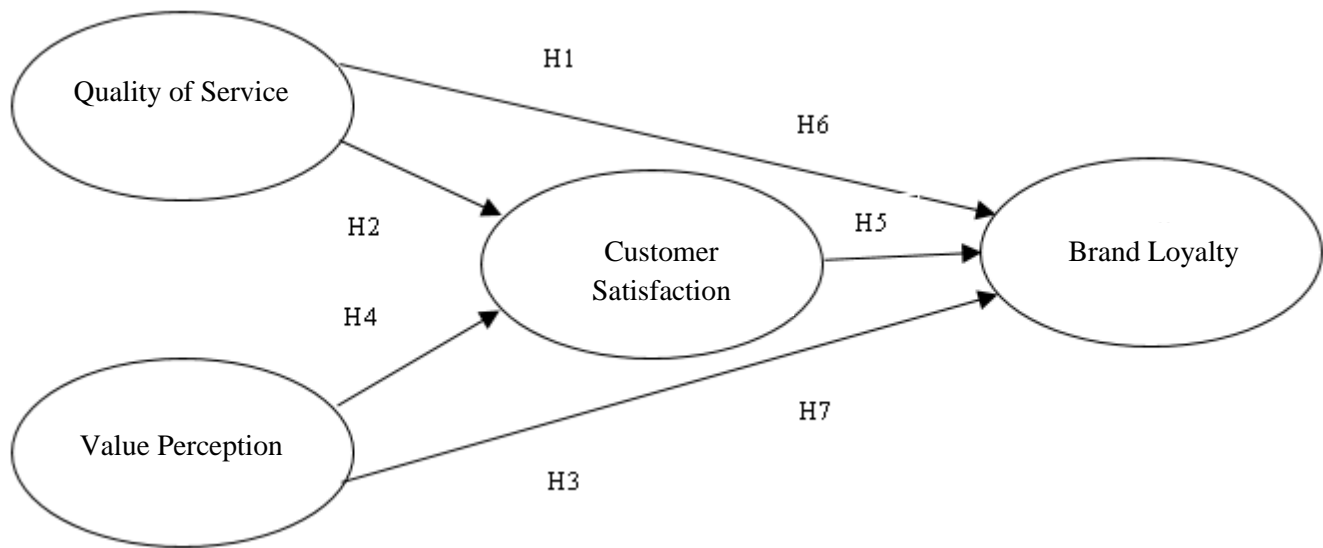 H1
Quality of Service
H6
H2
H5
Customer
Satisfaction
Brand Loyalty
H4
H7
Value Perception
H3